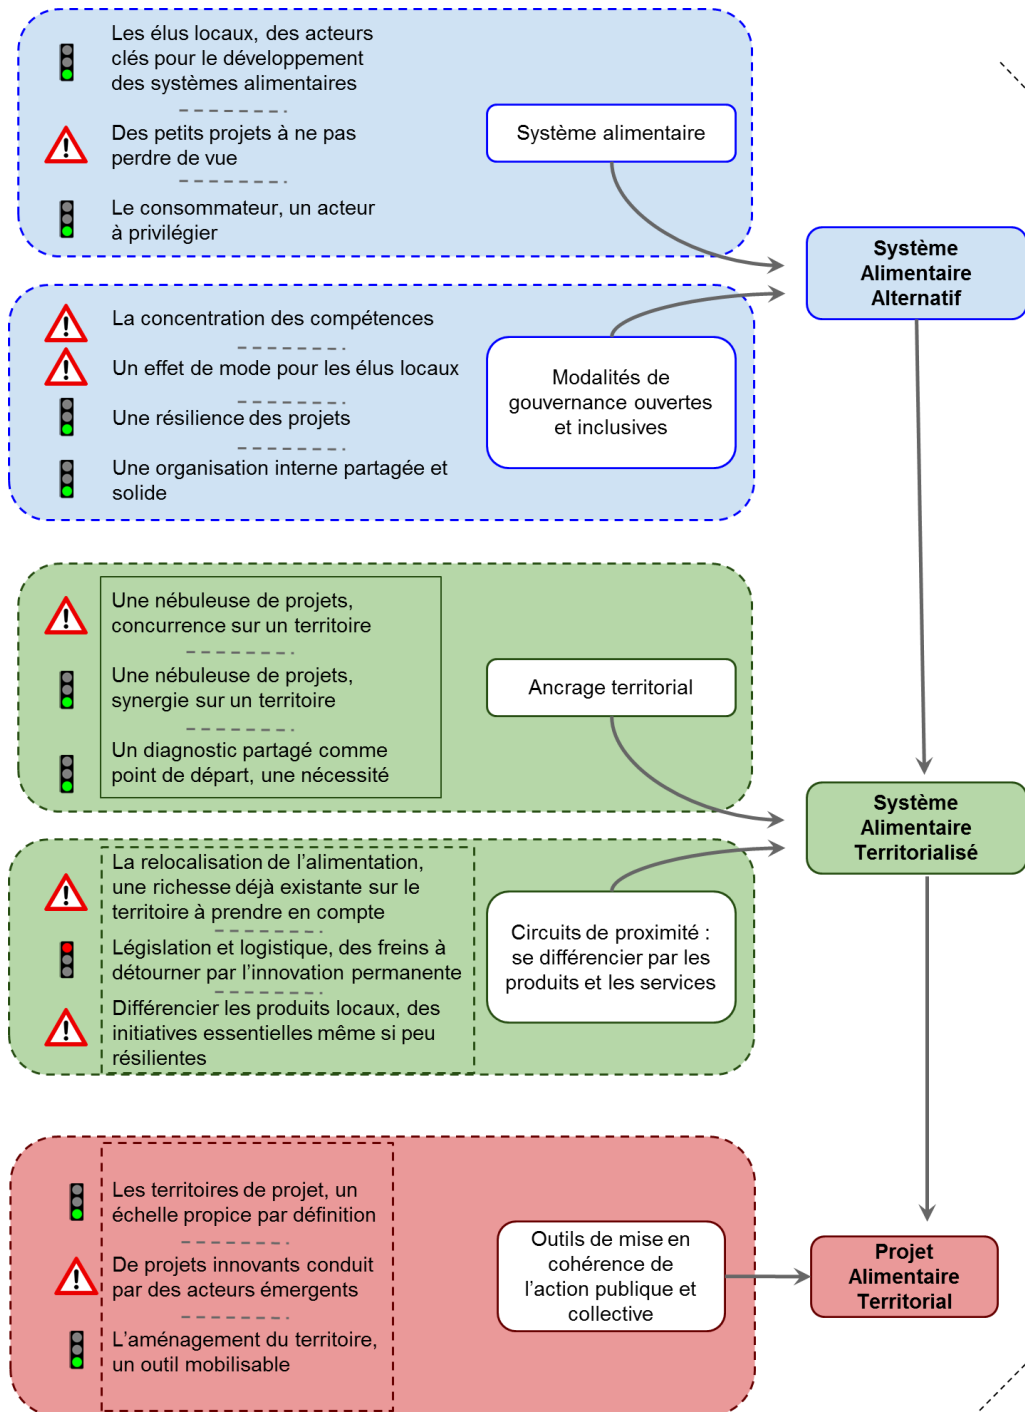 Les élus locaux, des acteurs
clés pour le développement
des systèmes alimentaires
Des petits projets à ne pas
perdre de vue
Le consommateur, un acteur
à privilégier
Système alimentaire
La concentration des compétences
Un effet de mode pour les élus locaux
Une résilience des projets
Une organisation interne partagée et
solide
Modalités de
gouvernance ouvertes
et inclusives
Système
Alimentaire
Alternatif
Une nébuleuse de projets,
concurrence sur un territoire
Une nébuleuse de projets,
synergie sur un territoire
Un diagnostic partagé comme
point de départ, une nécessité
Ancrage territorial
La relocalisation de l'alimentation,
une richesse déjà existante sur le
territoire à prendre en compte
Législation et logistique, des freins à
détourner par l'innovation permanente
Différencier les produits locaux, des
initiatives essentielles même si peu
résilientes
Circuits de proximité :
se différencier par les
produits et les services
Système
Alimentaire
Territorialisé
Les territoires de projet, un
échelle propice par définition
De projets innovants conduit
par des acteurs émergents
L'aménagement du territoire,
un outil mobilisable
Outils de mise en
cohérence de
l'action publique et
collective
Projet
Alimentaire
Territorial